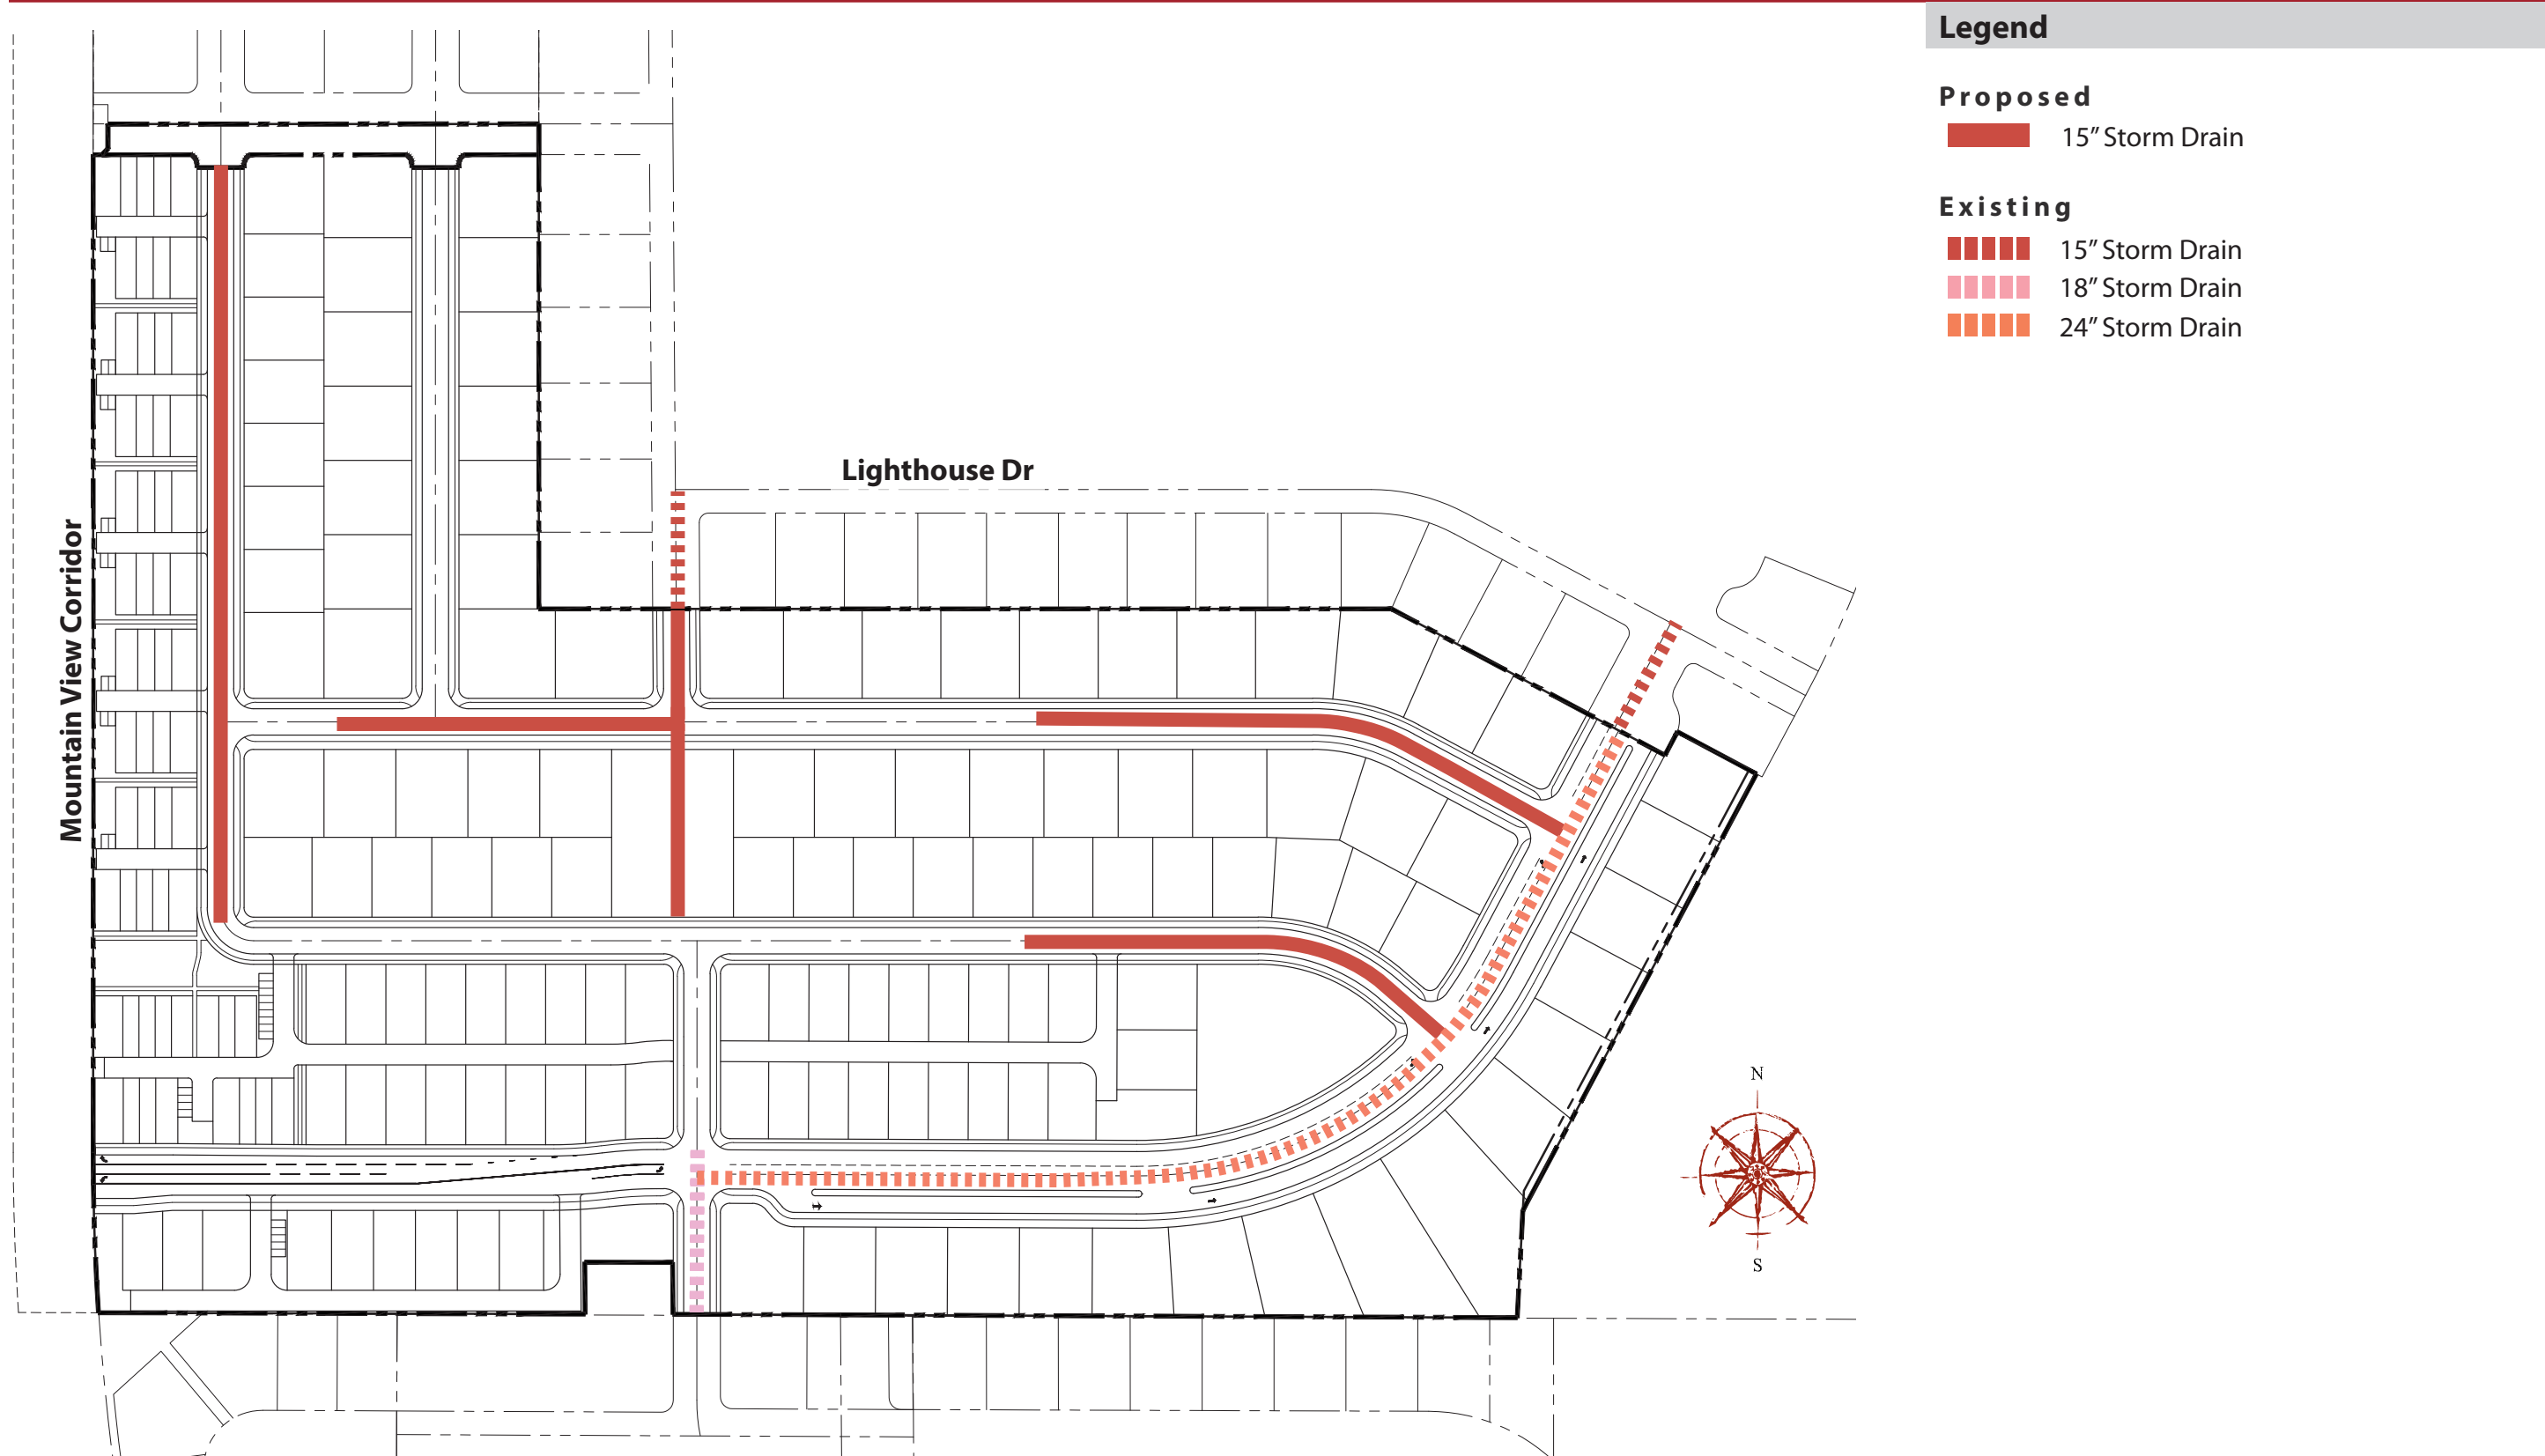 Legend
Proposed
15” Storm Drain
Existing
15” Storm Drain
18” Storm Drain
24” Storm Drain
Lighthouse Dr
Mountain View Corridor
N
S